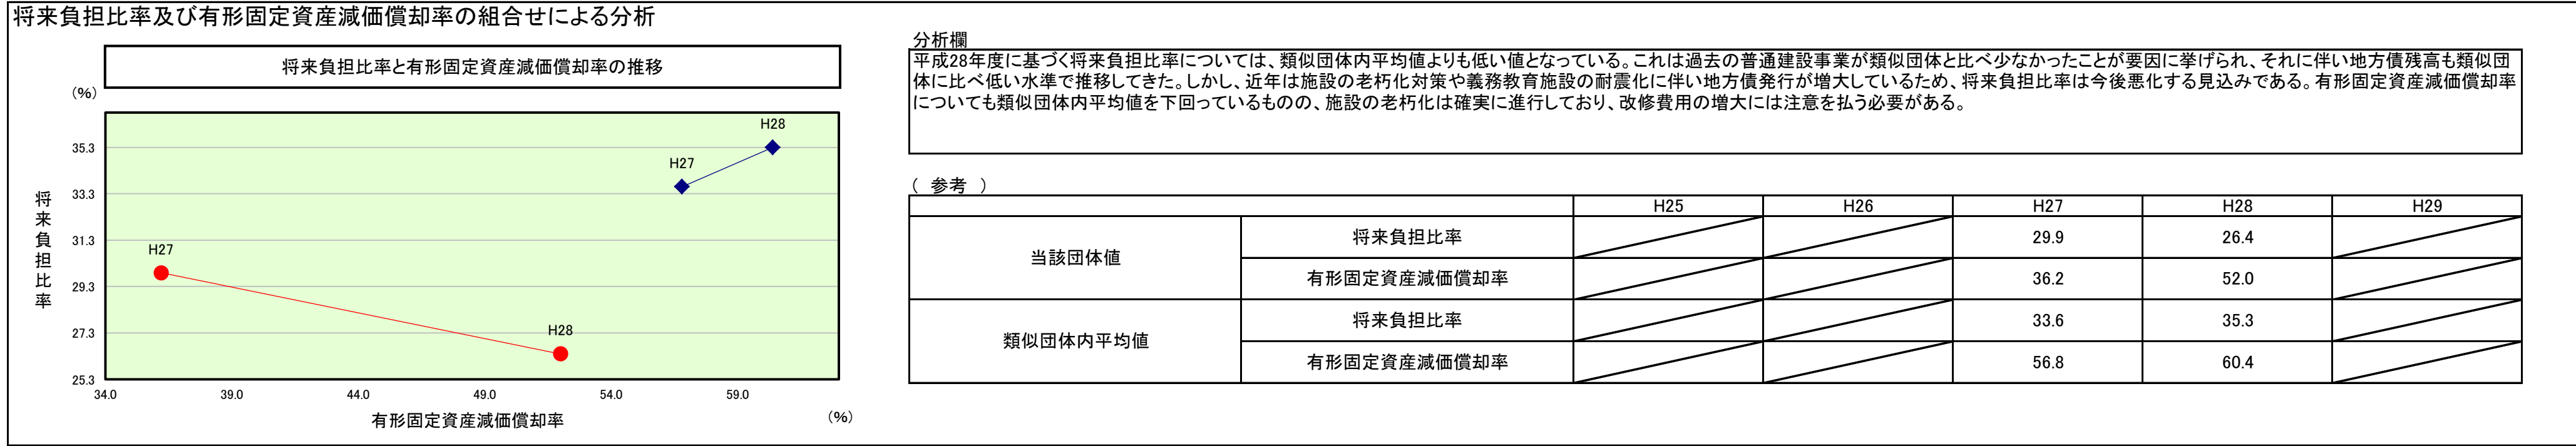 将来負担比率及び有形固定資産減価償却率の組合せによる分析
将来負担比率と有形固定資産減価償却率の推移
(%)
H28
35.3
H27
33.3
31.3
H27
29.3
27.3
H28
25.3
34.0 39.0 44.0 49.0 54.0 59.0
将来負担比率
有形固定資産減価償却率
(%)
分析欄
平成28年度に基づく将来負担比率については、類似団体内平均値よりも低い値となっている。これは過去の普通建設事業が類似団体と比べ少なかったことが要因に挙げられ、それに伴い地方債残高も類似団
体に比べ低い水準で推移してきた。しかし、近年は施設の老朽化対策や義務教育施設の耐震化に伴い地方債発行が増大しているため、将来負担比率は今後悪化する見込みである。有形固定資産減価償却率
についても類似団体内平均値を下回っているものの、施設の老朽化は確実に進行しており、改修費用の増大には注意を払う必要がある。
( 参考 )
H25 H26 H27 H28 H29
当該団体値
将来負担比率 29.9 26.4
有形固定資産減価償却率 36.2 52.0
類似団体内平均値
将来負担比率 33.6 35.3
有形固定資産減価償却率 56.8 60.4